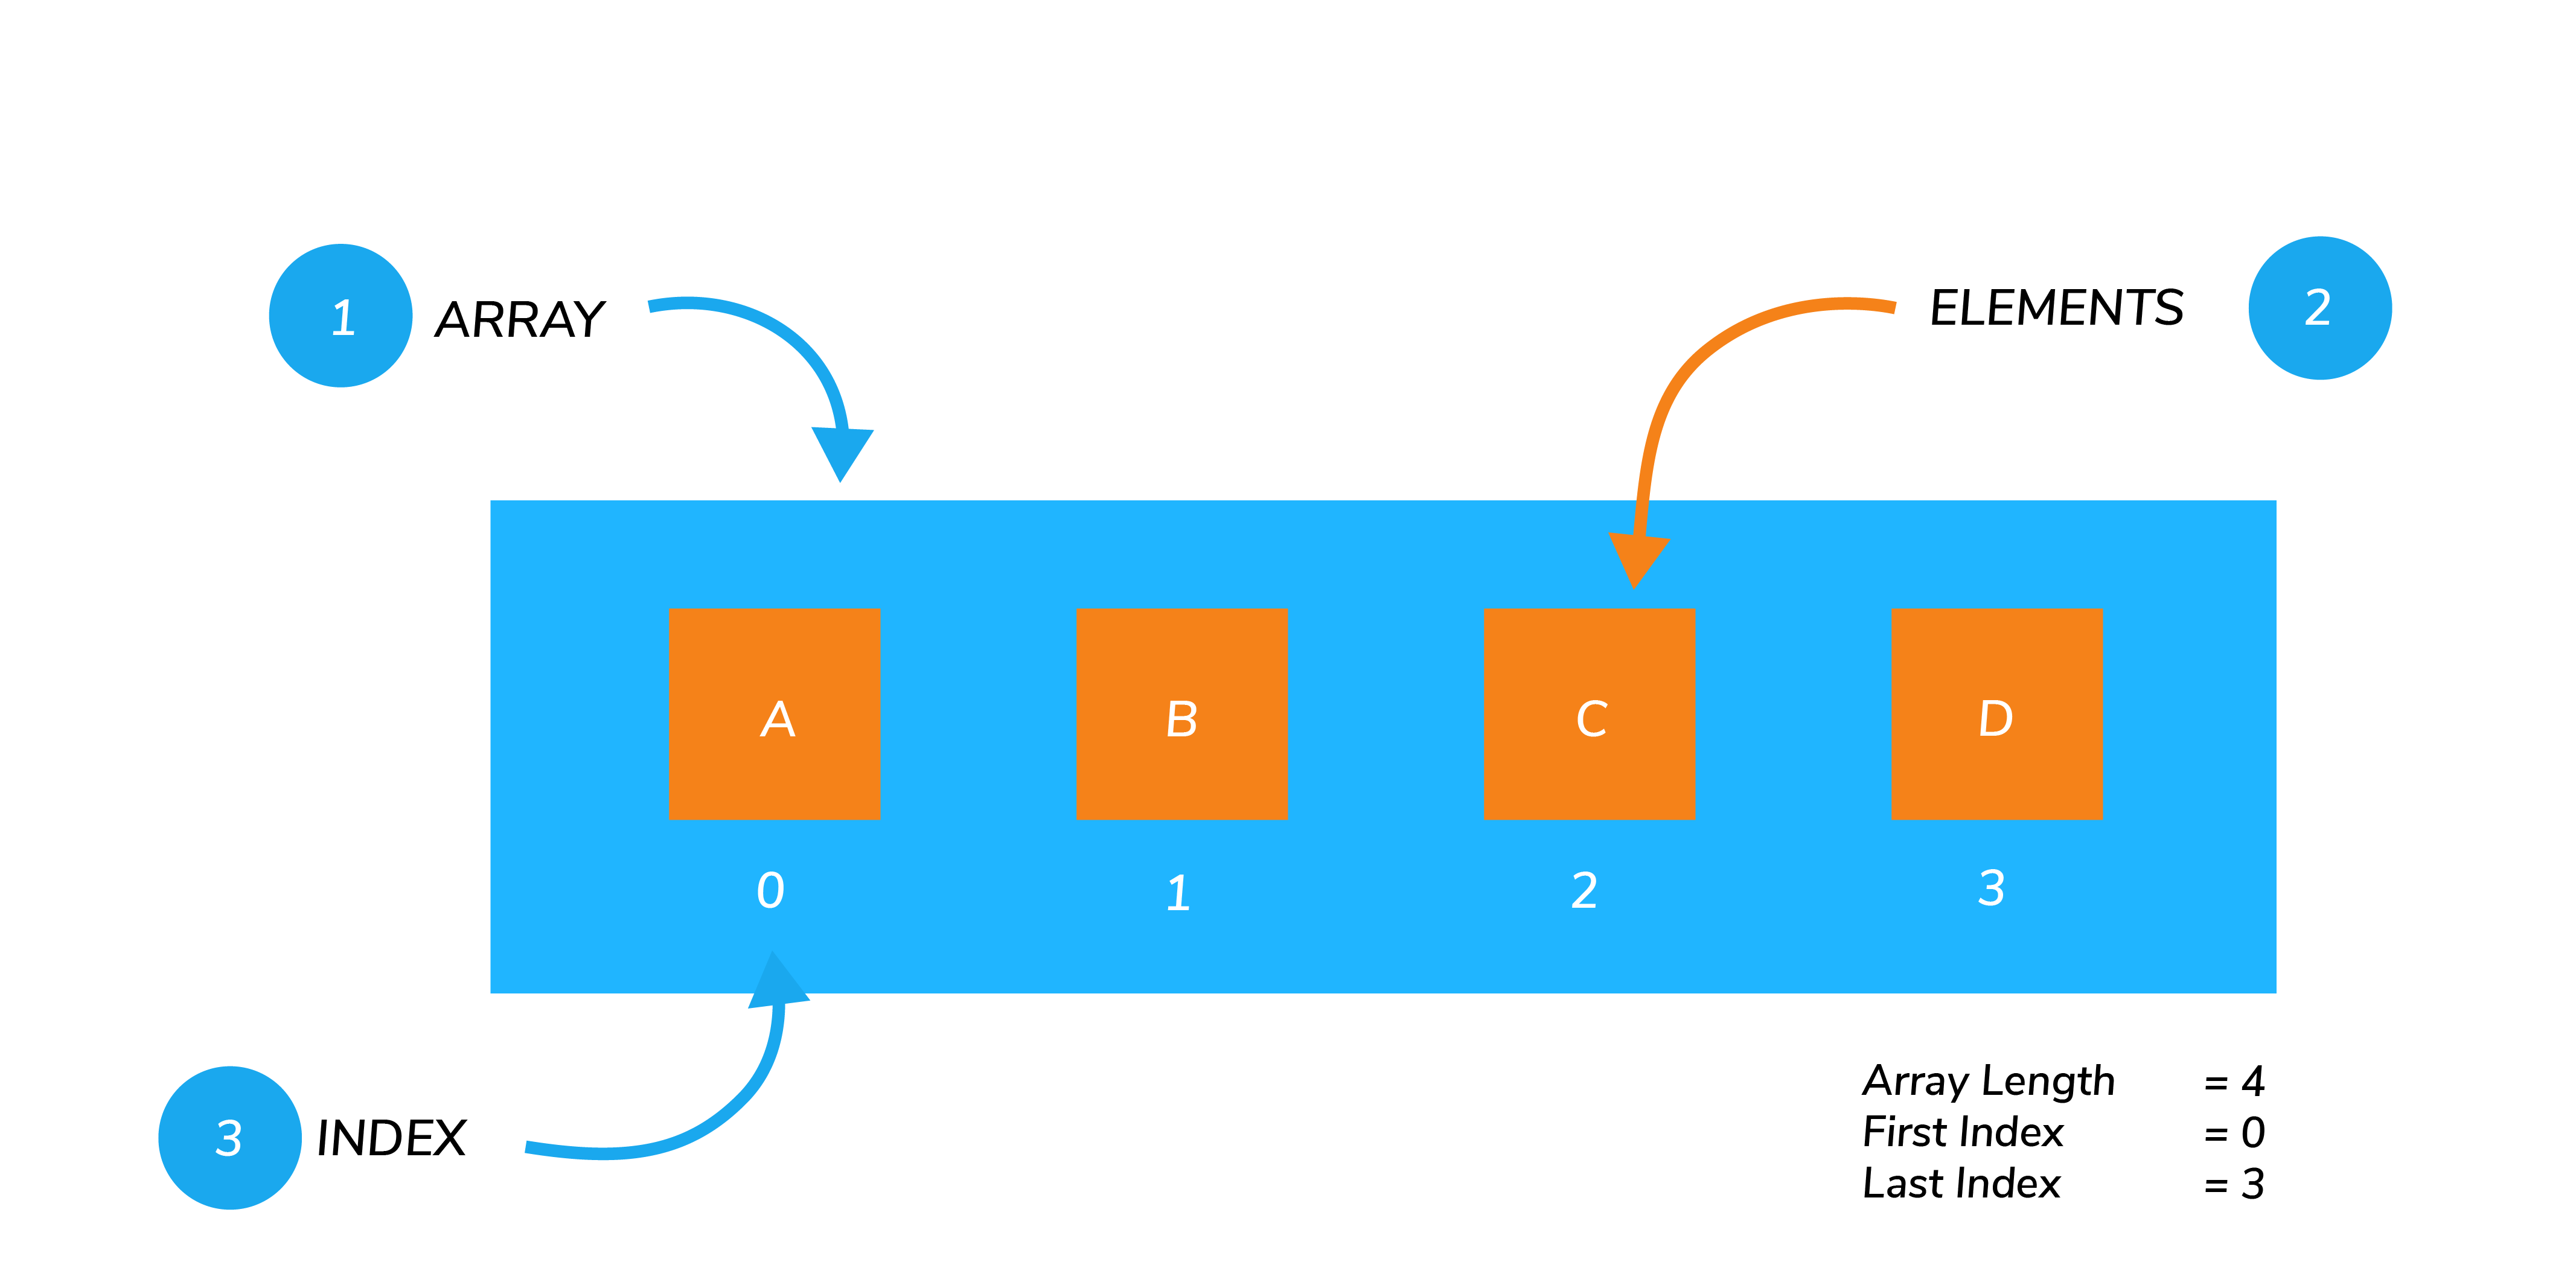 1 ARRAY
ELEMENTS 2
A B C D
0 1 2 3
3 INDEX
Array Length = 4
First Index = 0
Last Index = 3